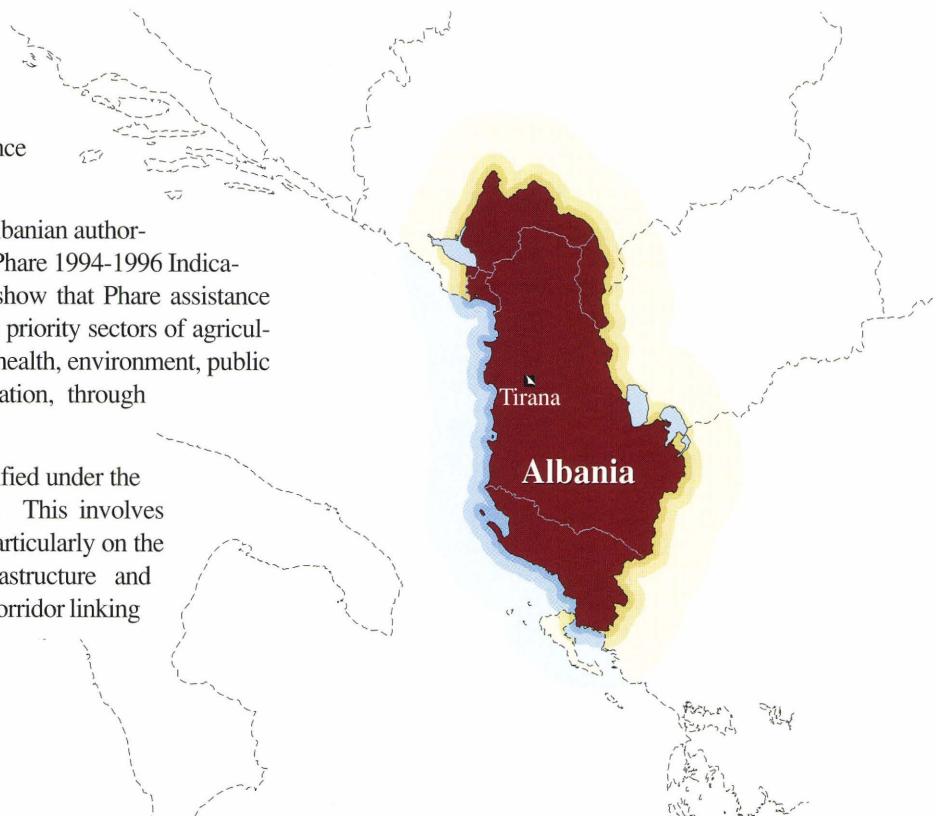 nce
lbanian author-
Phare 1994-1996 Indica-
show that Phare assistance
priority sectors of agricul-
health, environment, public
ation, through
fied under the
This involves
articularly on the
astructure and
orridor linking
Tirana
Albania